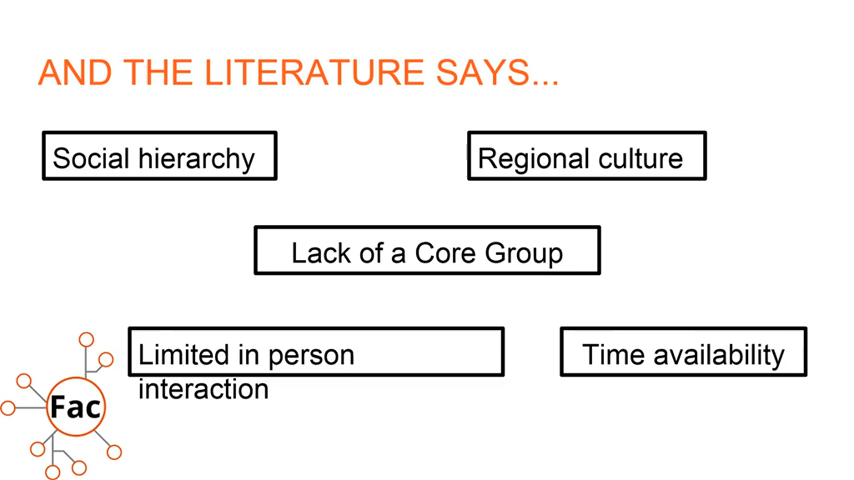 AND THE LITERATURE SAYS...
Social hierarchy
Regional culture
Lack of a Core Group
Limited in person
interaction
Time availability
Fac